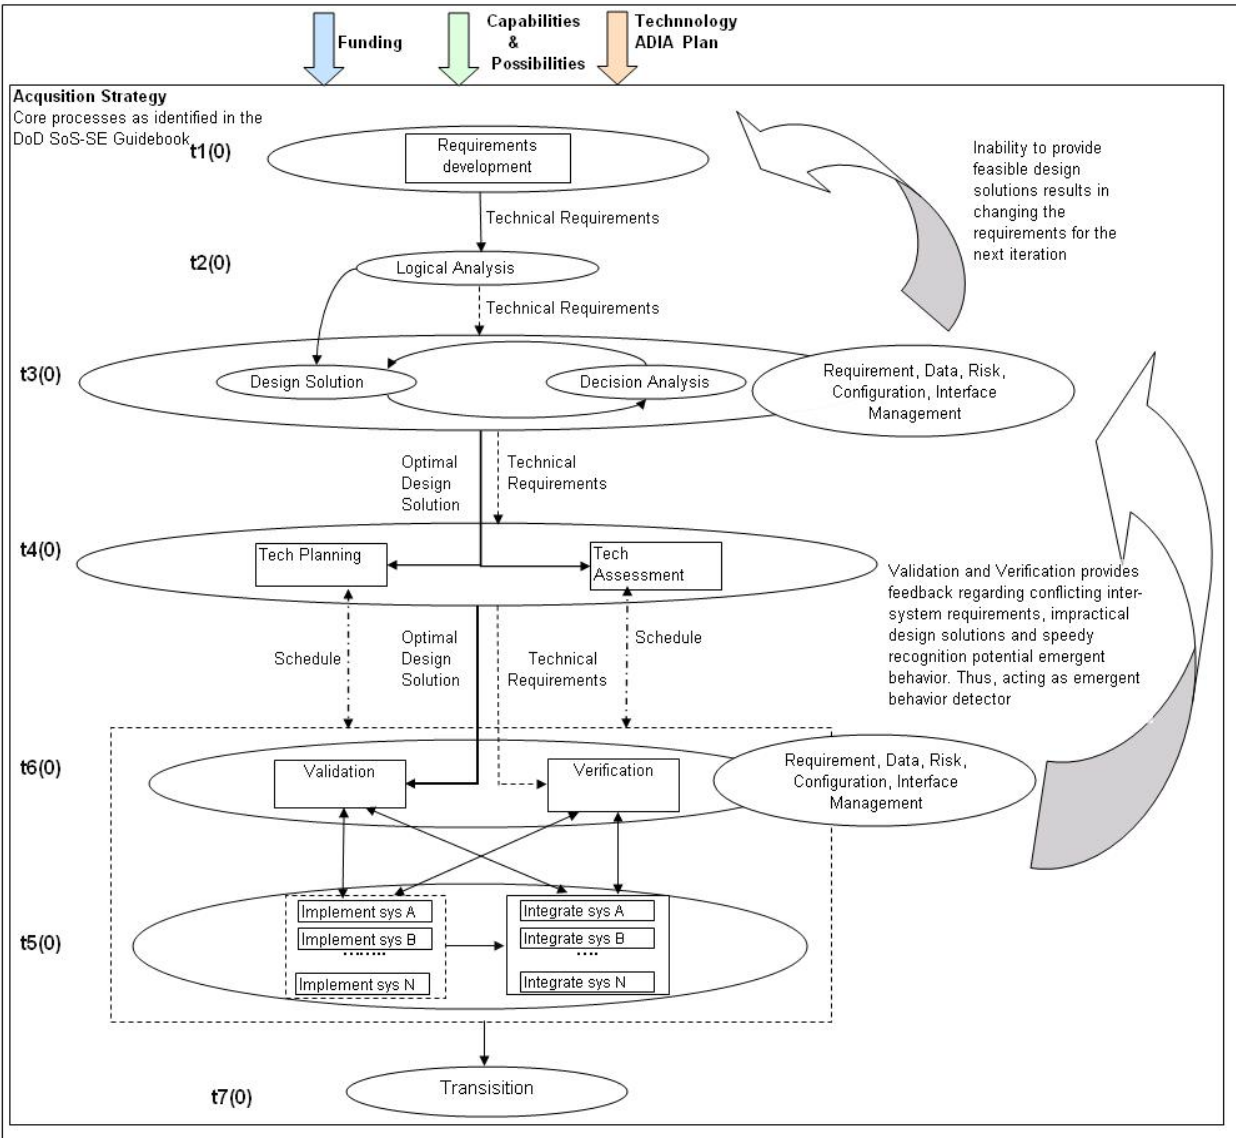 Funding
Capabilities
&
Possibilities
Technnology
ADIA Plan
Acqusition Strategy
Core processes as identified in the
DoD SoS-SE Guidebook
t1(0)
Requirements
development
Inability to provide
feasible design
solutions results in
changing the
requirements for the
next iteration
Technical Requirements
t2(0)
Logical Analysis
Technical Requirements
t3(0)
Design Solution
Decision Analysis
Requirement, Data, Risk,
Configuration, Interface
Management
Optimal
Design
Solution
Technical
Requirements
t4(0)
Tech Planning
Tech
Assessment
Validation and Verification provides
feedback regarding conflicting inter-
system requirements, impractical
design solutions and speedy
recognition potential emergent
behavior. Thus, acting as emergent
behavior detector
Schedule
Optimal
Design
Solution
Technical
Requirements
Schedule
t6(0)
Validation
Verification
Requirement, Data, Risk,
Configuration, Interface
Management
t5(0)
Implement sys A
Implement sys B
........
Implement sys N
Integrate sys A
Integrate sys B
....
Integrate sys N
Transisition
t7(0)